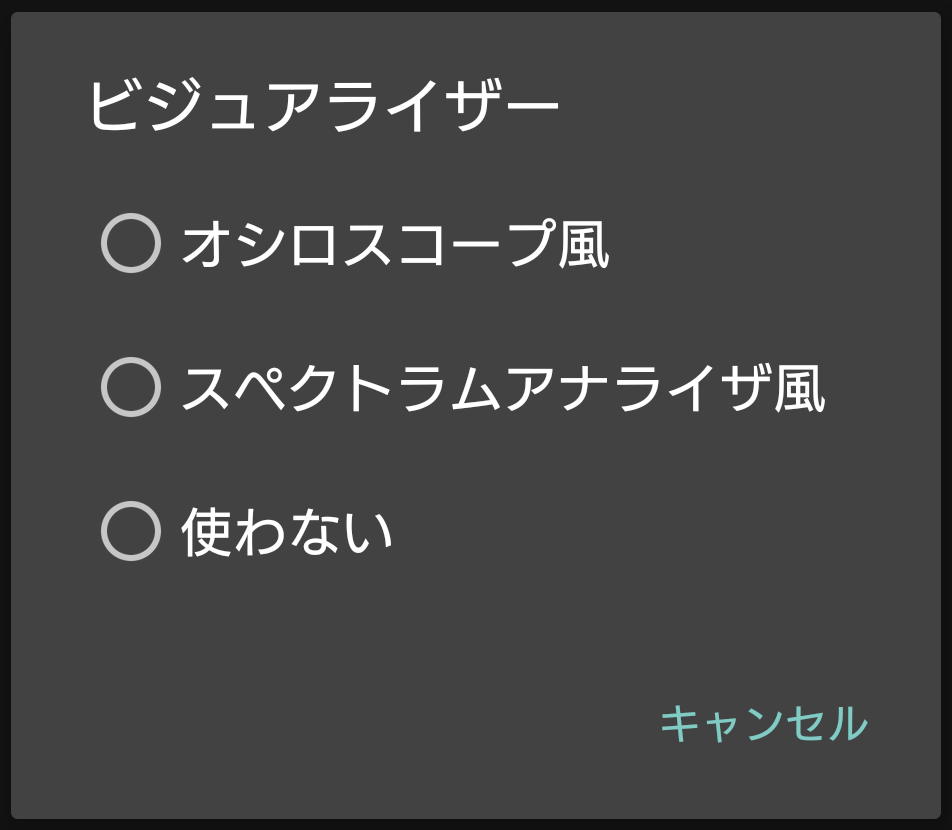 ビジュアライザー
オシロスコープ風
スペクトラムアナライザ風
使わない
キャンセル